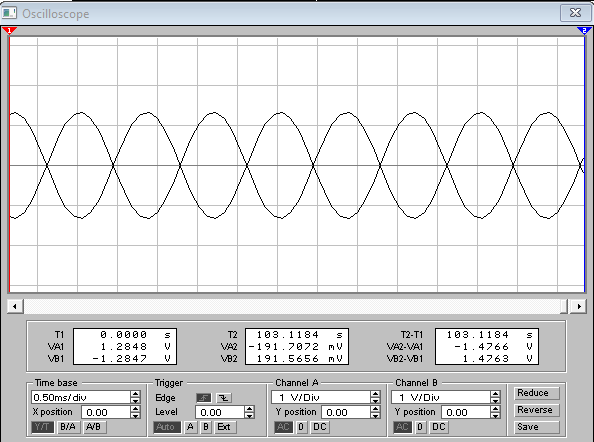 Oscilloscope
1
2
T1 0.0000 s T2 103.1184 s T2-T1 103.1184 s
VA1 1.2848 V VA2 -191.7072 mV VA2-VA1 -1.4766 V
VB1 -1.2847 V VB2 191.5656 mV VB2-VB1 1.4763 V
Time base Trigger Channel A Channel B Reduce
0.50ms/div Edge 1 V/Div 1 V/Div Reverse
X position 0.00 Level 0.00 Y position 0.00 Y position 0.00
Y/T B/A A/B Auto A B Ext AC 0 DC AC 0 DC Save